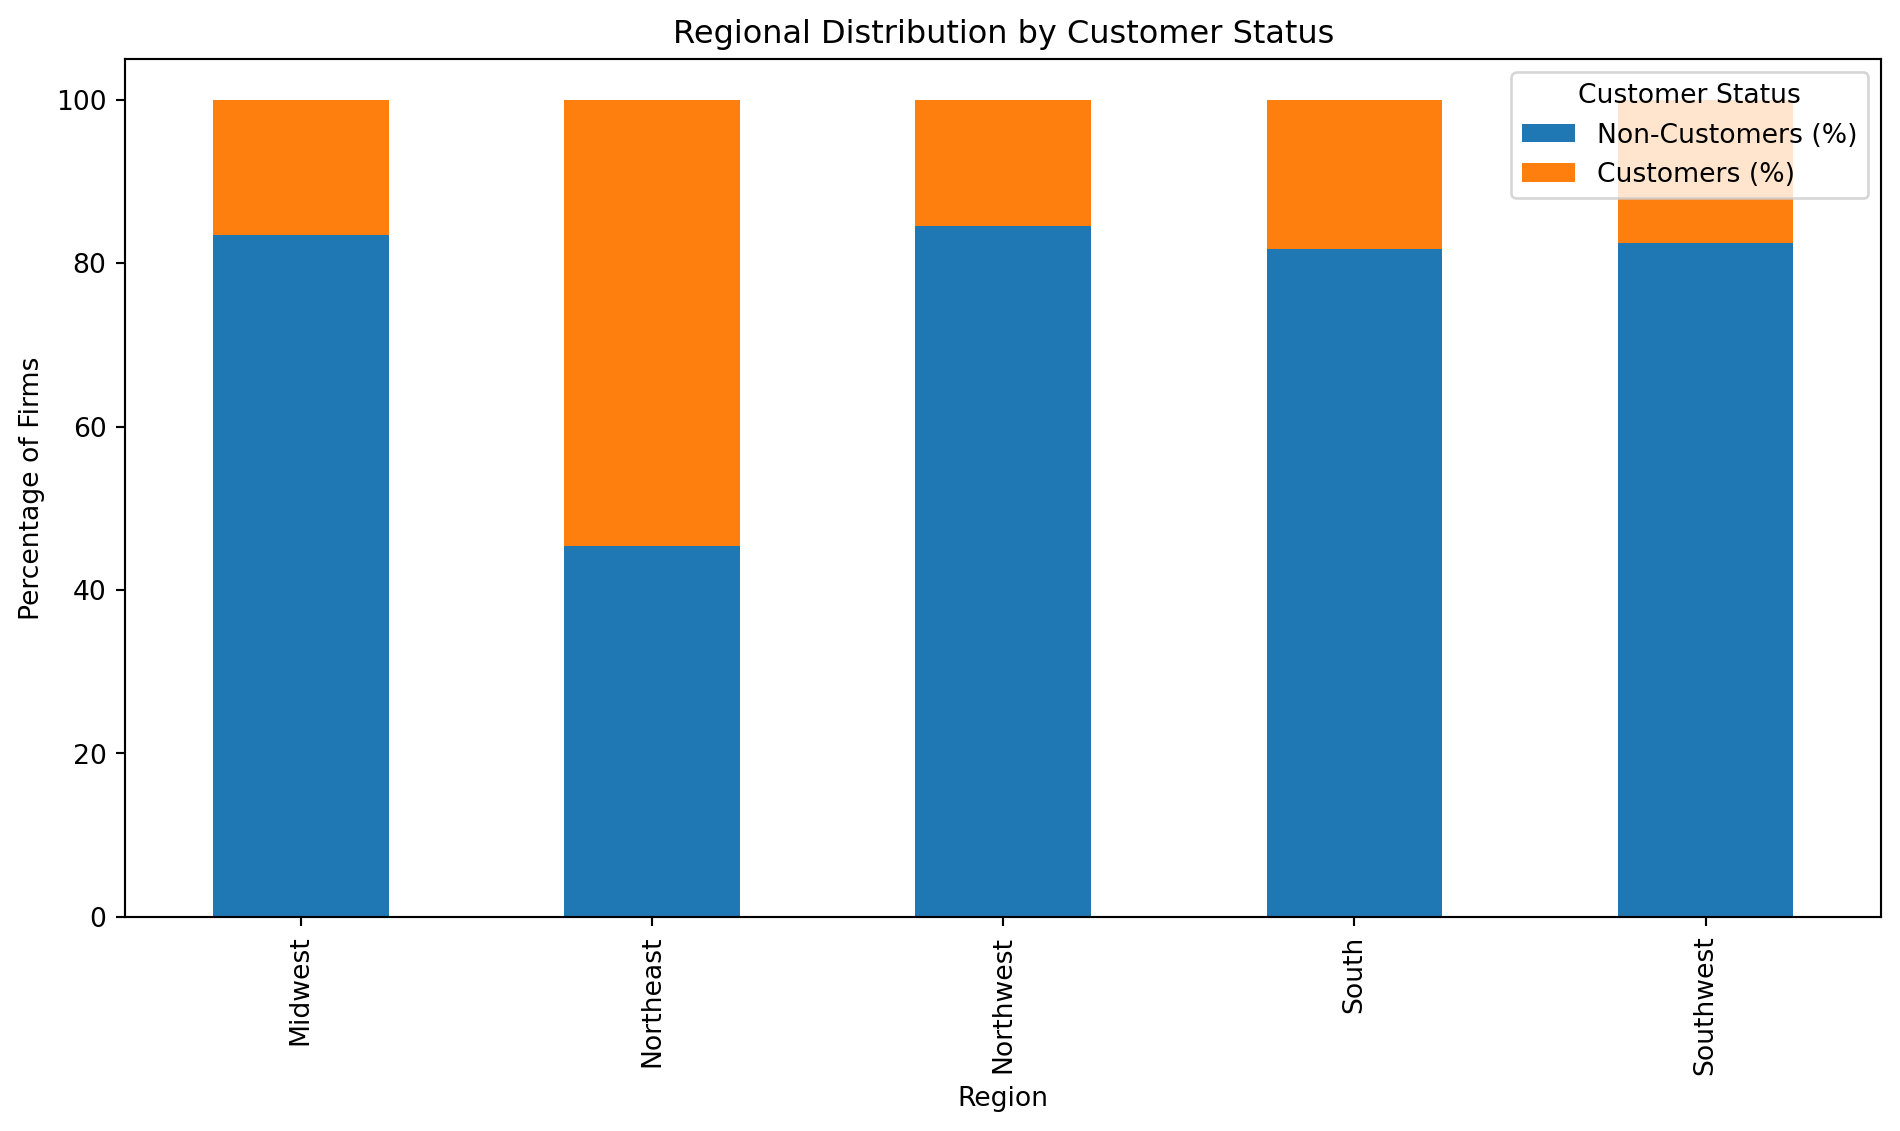 Regional Distribution by Customer Status
Customer Status
Non-Customers (%)
Customers (%)
Percentage of Firms
100
80
60
40
20
0
Midwest
Northeast
Northwest
South
Southwest
Region